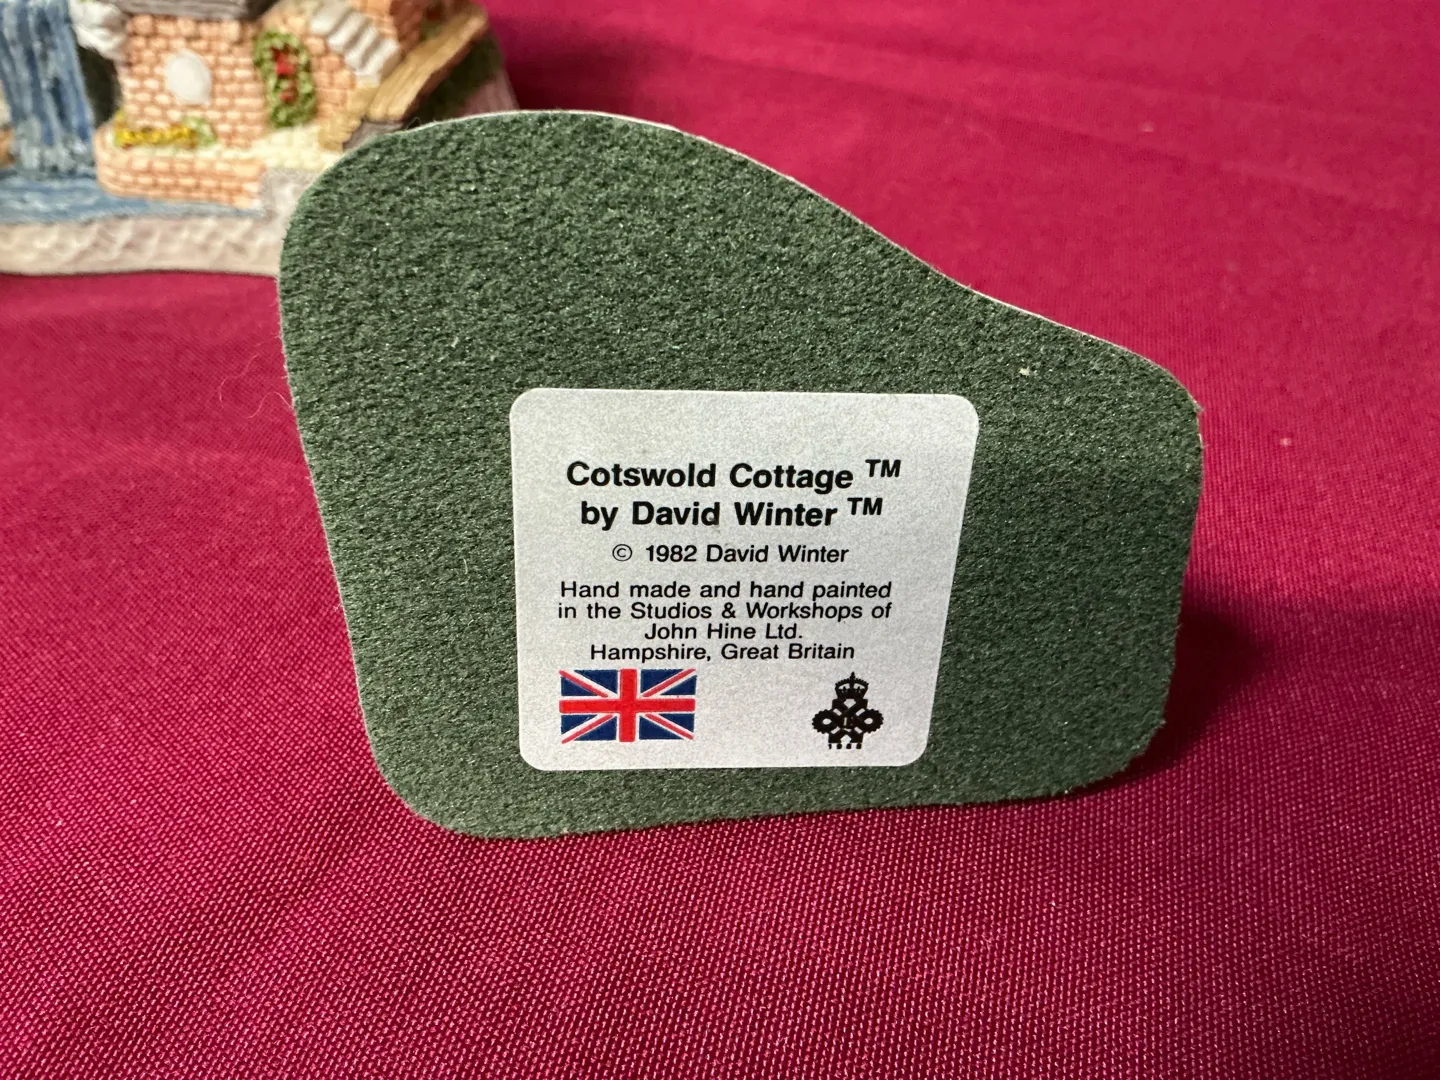 Cotswold Cottage ™
by David Winter ™
© 1982 David Winter
Hand made and hand painted
in the Studios & Workshops of
John Hine Ltd.
Hampshire, Great Britain